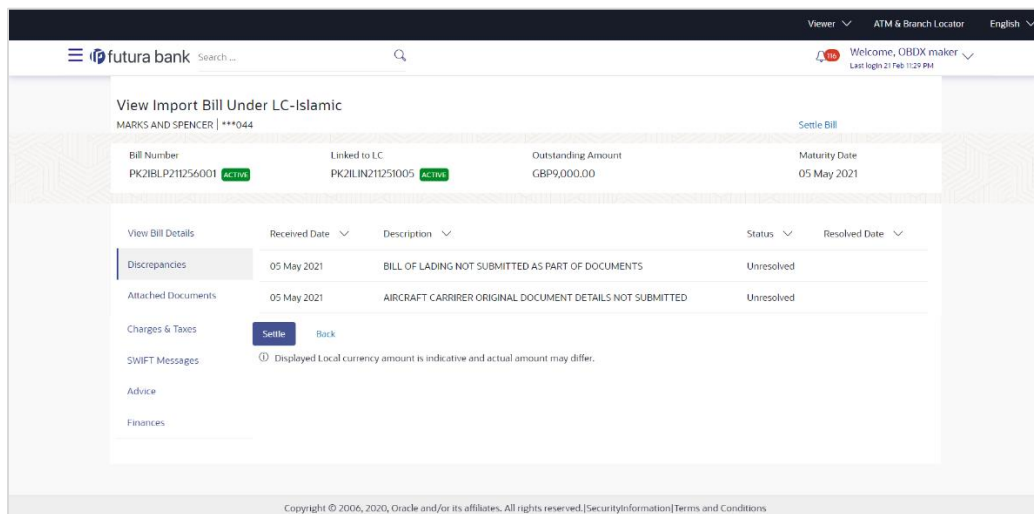 Viewer ATM & Branch Locator English
futura bank Search ... 116 Welcome, OBDX maker
Last login 21 Feb 11:29 PM
View Import Bill Under LC-Islamic
MARKS AND SPENCER | ***044 Settle Bill
Bill Number Linked to LC Outstanding Amount Maturity Date
PK2IBLP211256001 ACTIVE PK2ILIN211251005 ACTIVE GBP9,000.00 05 May 2021
View Bill Details Received Date Description Status Resolved Date
Discrepancies 05 May 2021 BILL OF LADING NOT SUBMITTED AS PART OF DOCUMENTS Unresolved
Attached Documents 05 May 2021 AIRCRAFT CARRIRER ORIGINAL DOCUMENT DETAILS NOT SUBMITTED Unresolved
Charges & Taxes Settle Back
SWIFT Messages Displayed Local currency amount is indicative and actual amount may differ.
Advice
Finances
Copyright © 2006, 2020, Oracle and/or its affiliates. All rights reserved.|SecurityInformation|Terms and Conditions